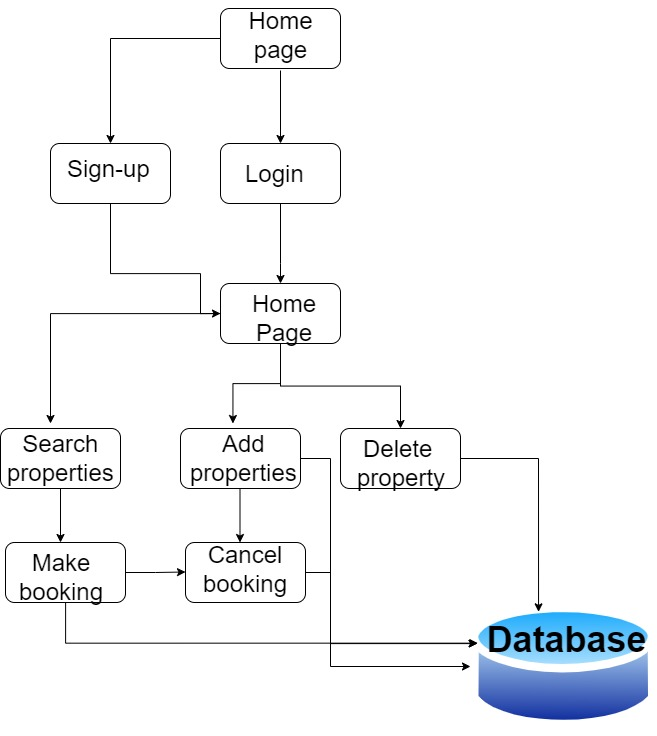 Home
page
Sign-up
Login
Home
Page
Search
properties
Add
properties
Delete
property
Make
booking
Cancel
booking
Database